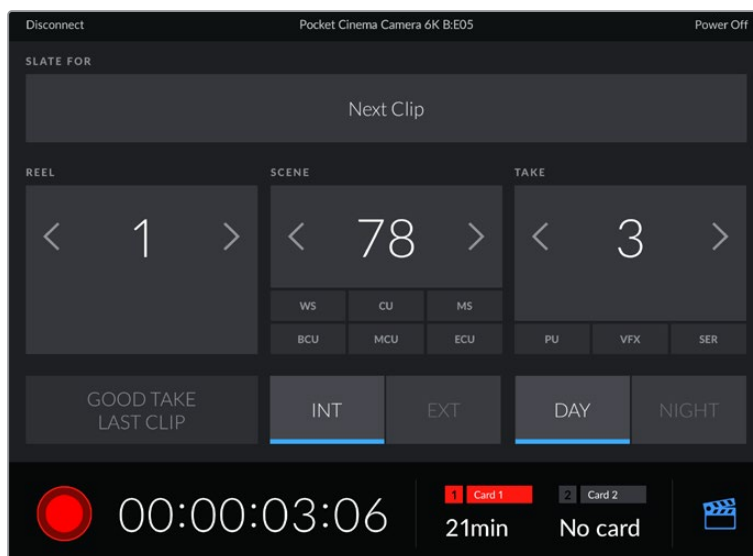 Disconnect Pocket Cinema Camera 6K B:E05 Power Off
SLATE FOR
Next Clip
REEL SCENE TAKE
< 1 > < 78 > < 3 >
WS CU MS
BCU MCU ECU PU VFX SER
GOOD TAKE
LAST CLIP
INT EXT DAY NIGHT
00:00:03:06
1 Card 1 2 Card 2
21min No card